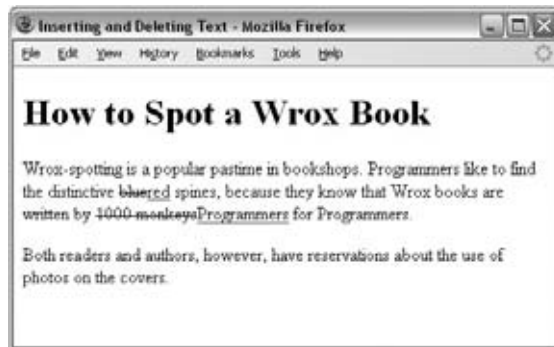 Inserting and Deleting Text - Mozilla Firefox
File Edit View History Bookmarks Tools Help
How to Spot a Wrox Book
Wrox-spotting is a popular pastime in bookshops. Programmers like to find
the distinctive bluered spines, because they know that Wrox books are
written by 1000 monkeysProgrammers for Programmers.
Both readers and authors, however, have reservations about the use of
photos on the covers.